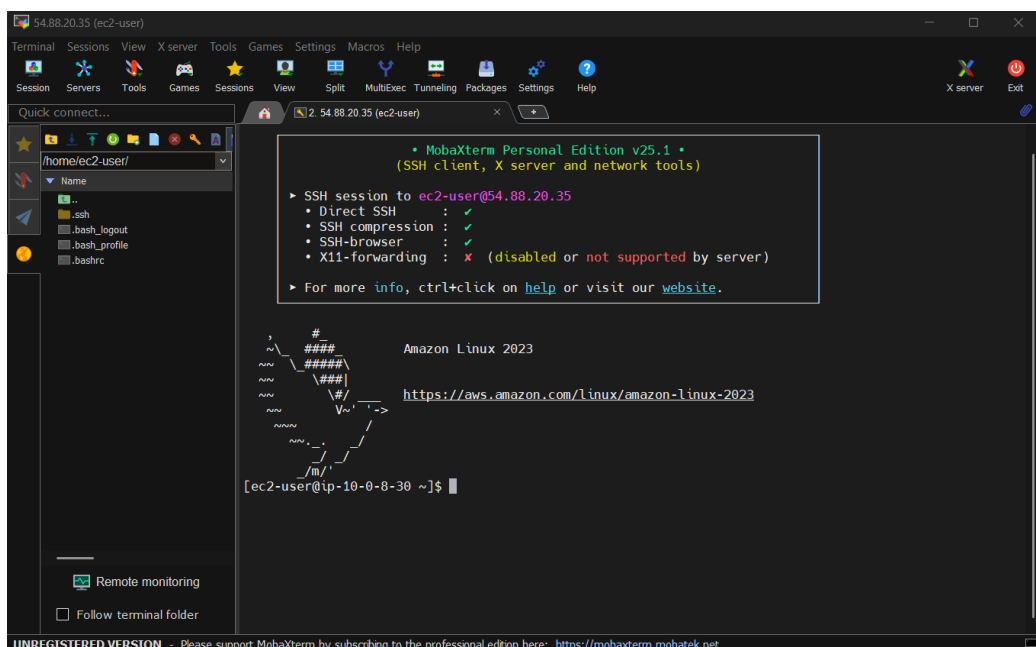 54.88.20.35 (ec2-user)
Terminal Sessions View X server Tools Games Settings Macros Help
Session Servers Tools Games Sessions View Split MultiExec Tunneling Packages Settings Help X server Exit
Quick connect...
2. 54.88.20.35 (ec2-user)
/home/ec2-user/
Name
..
.ssh
.bash_logout
.bash_profile
.bashrc
• MobaXterm Personal Edition v25.1 •
(SSH client, X server and network tools)
➤ SSH session to ec2-user@54.88.20.35
• Direct SSH : ✔
• SSH compression : ✔
• SSH-browser : ✔
• X11-forwarding : ✘ (disabled or not supported by server)
➤ For more info, ctrl+click on help or visit our website.
, #_
~\_ ####_ Amazon Linux 2023
~~ \_#####\
~~ \###|
~~ \#/ ___ https://aws.amazon.com/linux/amazon-linux-2023
~~ V~' '->
~~~ /
~~._. _/
_/ _/
_/m/'
[ec2-user@ip-10-0-8-30 ~]$
Remote monitoring
Follow terminal folder
UNREGISTERED VERSION - Please support MobaXterm by subscribing to the professional edition here: https://mobaxterm.mobatek.net